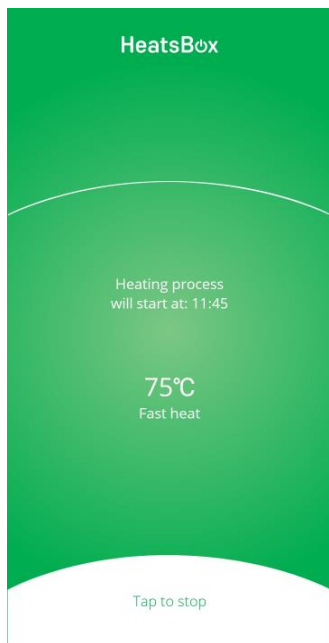 HeatsBox
Heating process
will start at: 11:45
75°C
Fast heat
Tap to stop